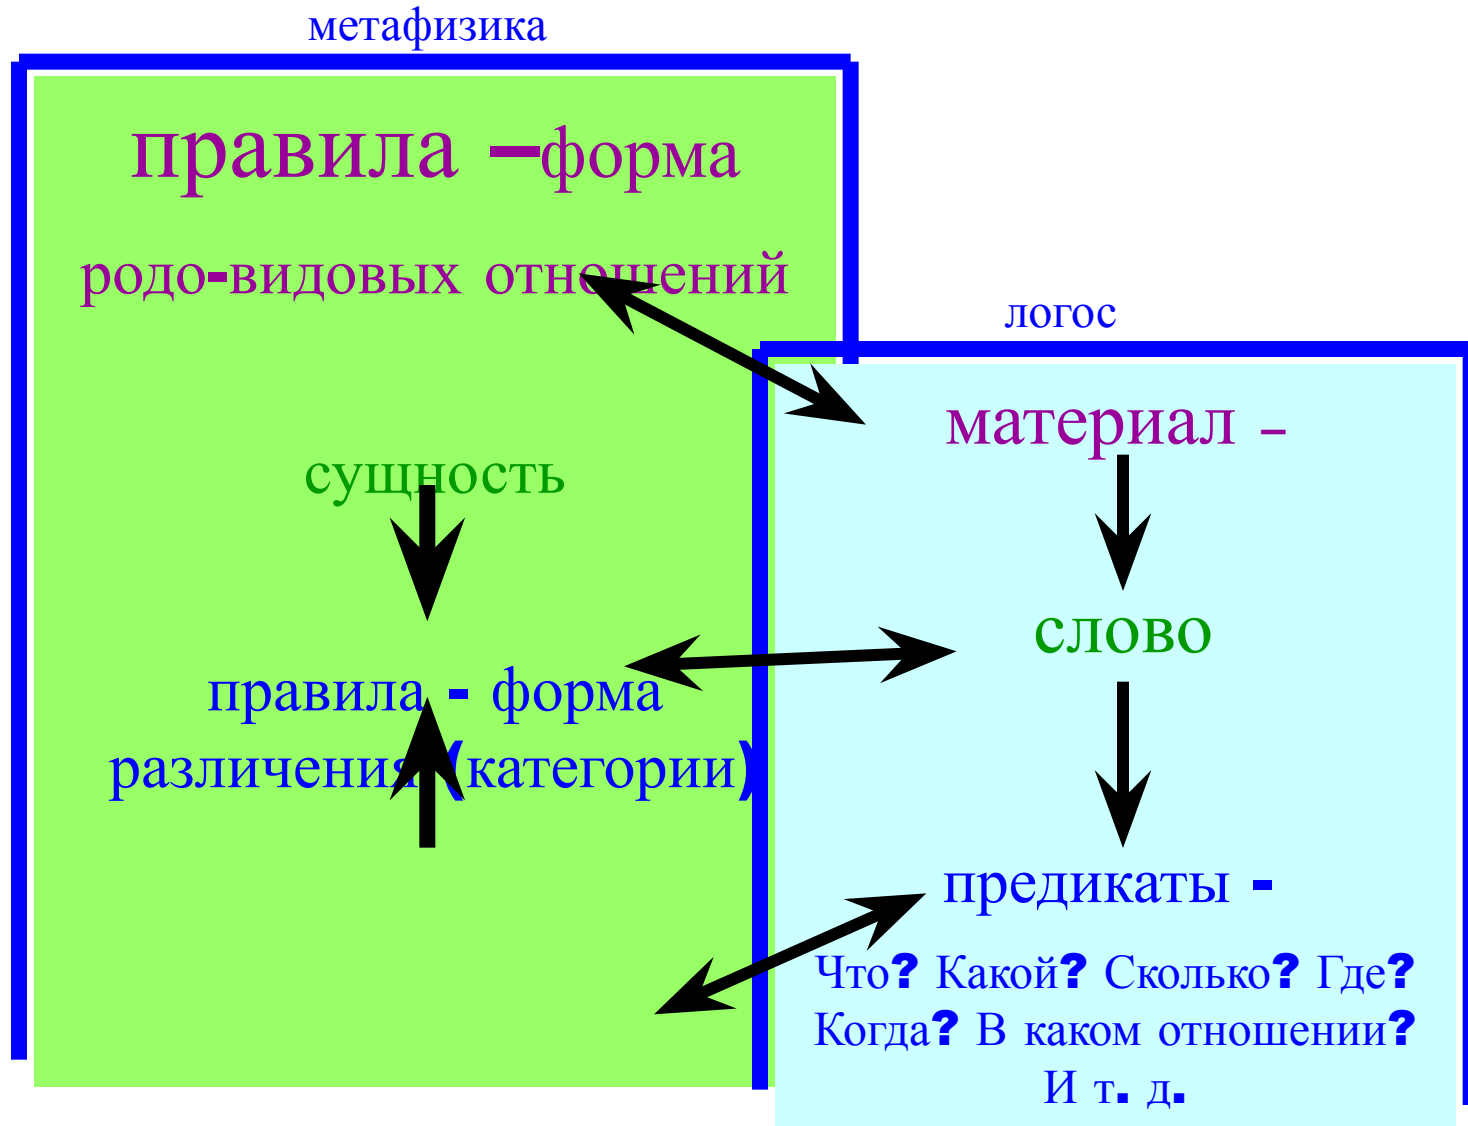 метафизика
правила –форма
родо-видовых отношений
сущность
правила - форма
различения (категории)
логос
материал –
слово
предикаты -
Что? Какой? Сколько? Где?
Когда? В каком отношении?
И т. д.